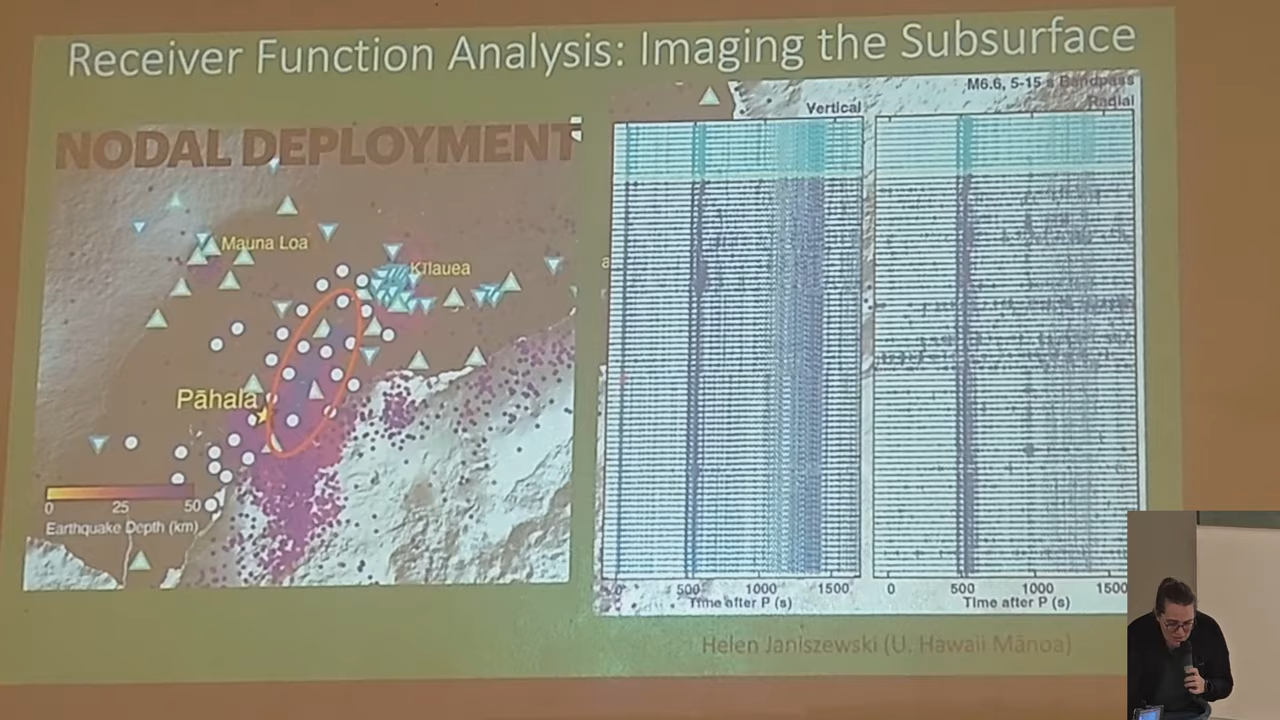 Receiver Function Analysis: Imaging the Subsurface
NODAL DEPLOYMENT
Mauna Loa
Kīlauea
Pāhala
0 25 50
Earthquake Depth (km)
M6.6, 5-15 s Bandpass
Vertical
Radial
0 500 1000 1500
Time after P (s)
0 500 1000 1500
Time after P (s)
Helen Janiszewski (U. Hawaii Mānoa)